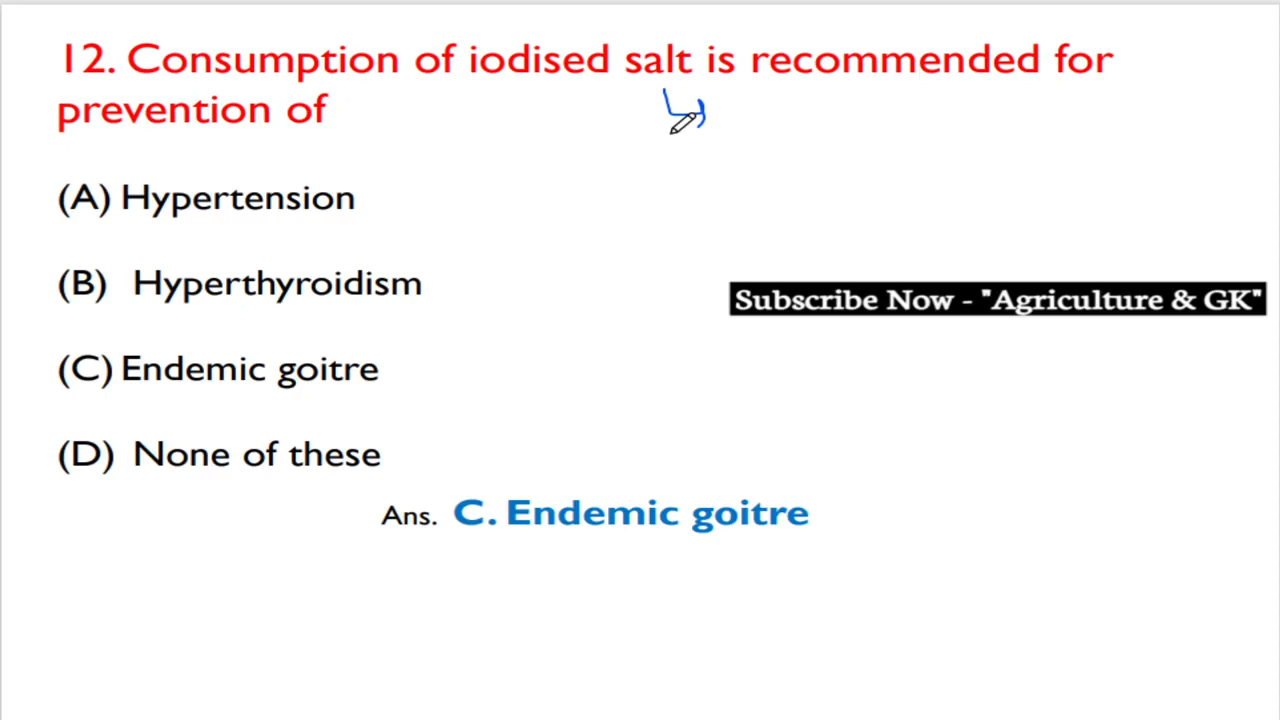 12. Consumption of iodised salt is recommended for
prevention of
(A) Hypertension
(B) Hyperthyroidism
Subscribe Now - "Agriculture & GK"
(C) Endemic goitre
(D) None of these
Ans. C. Endemic goitre